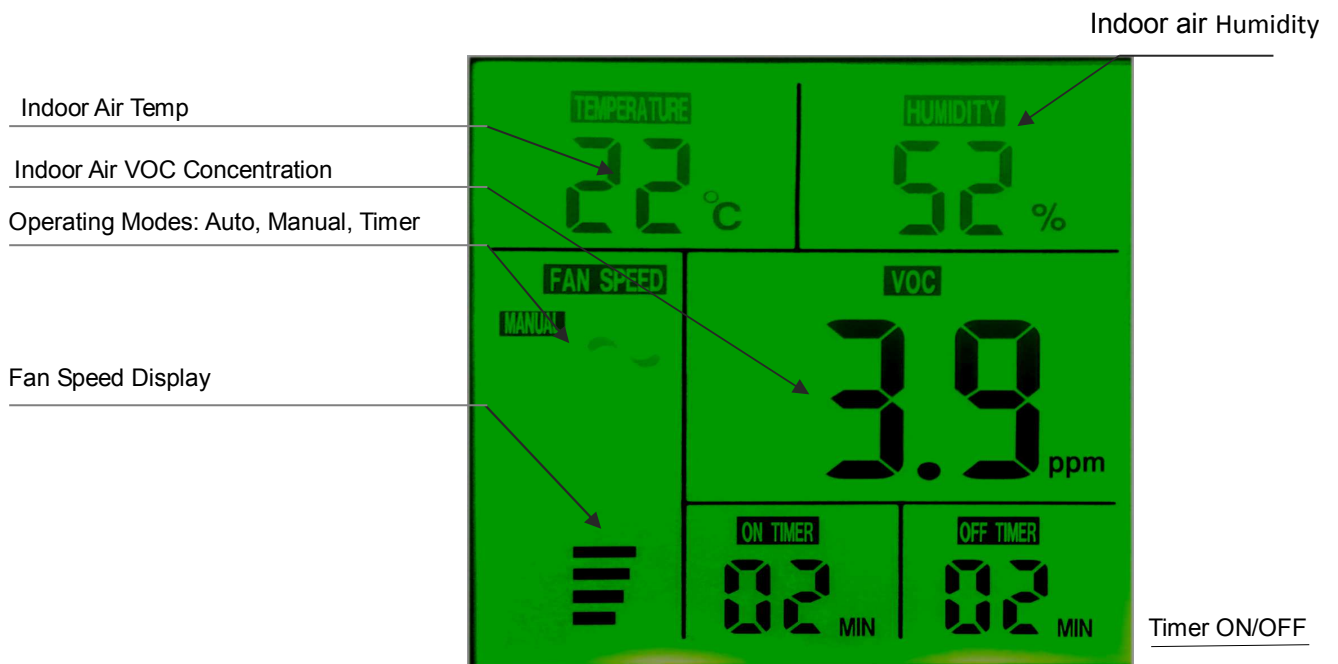 Indoor air Humidity
Indoor Air Temp
Indoor Air VOC Concentration
Operating Modes: Auto, Manual, Timer
Fan Speed Display
TEMPERATURE
22 °C
HUMIDITY
52 %
FAN SPEED
MANUAL
VOC
3.9 ppm
ON TIMER
02 MIN
OFF TIMER
02 MIN
Timer ON/OFF